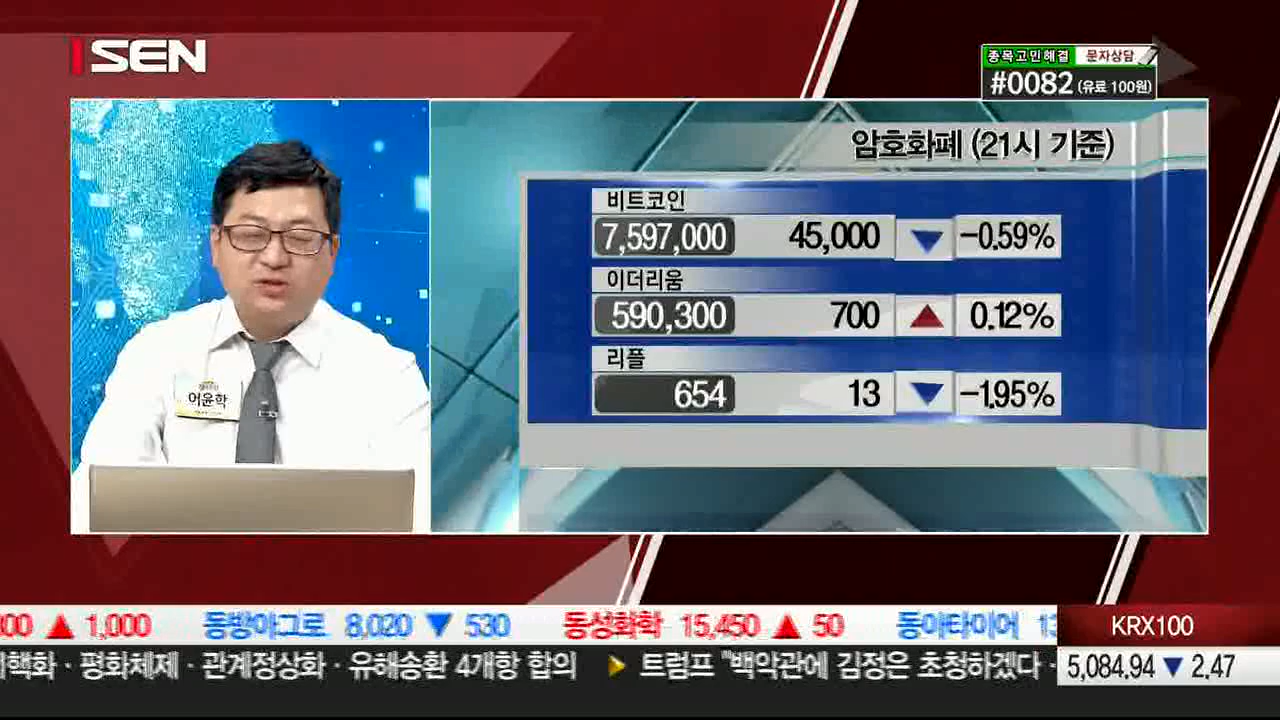 SEN
종목고민해결 문자상담
#0082 (유료 100원)
암호화폐 (21시 기준)
비트코인
7,597,000 45,000 ▼ -0.59%
이더리움
590,300 700 ▲ 0.12%
리플
654 13 ▼ -1.95%
어윤학
00 ▲ 1,000 동방아그로 8,020 ▼ 530 동성화학 15,450 ▲ 50 동아타이어
KRX100
핵화·평화체제·관계정상화·유해송환 4개항 합의 ▶ 트럼프 "백악관에 김정은 초청하겠다·
5,084.94 ▼ 2.47